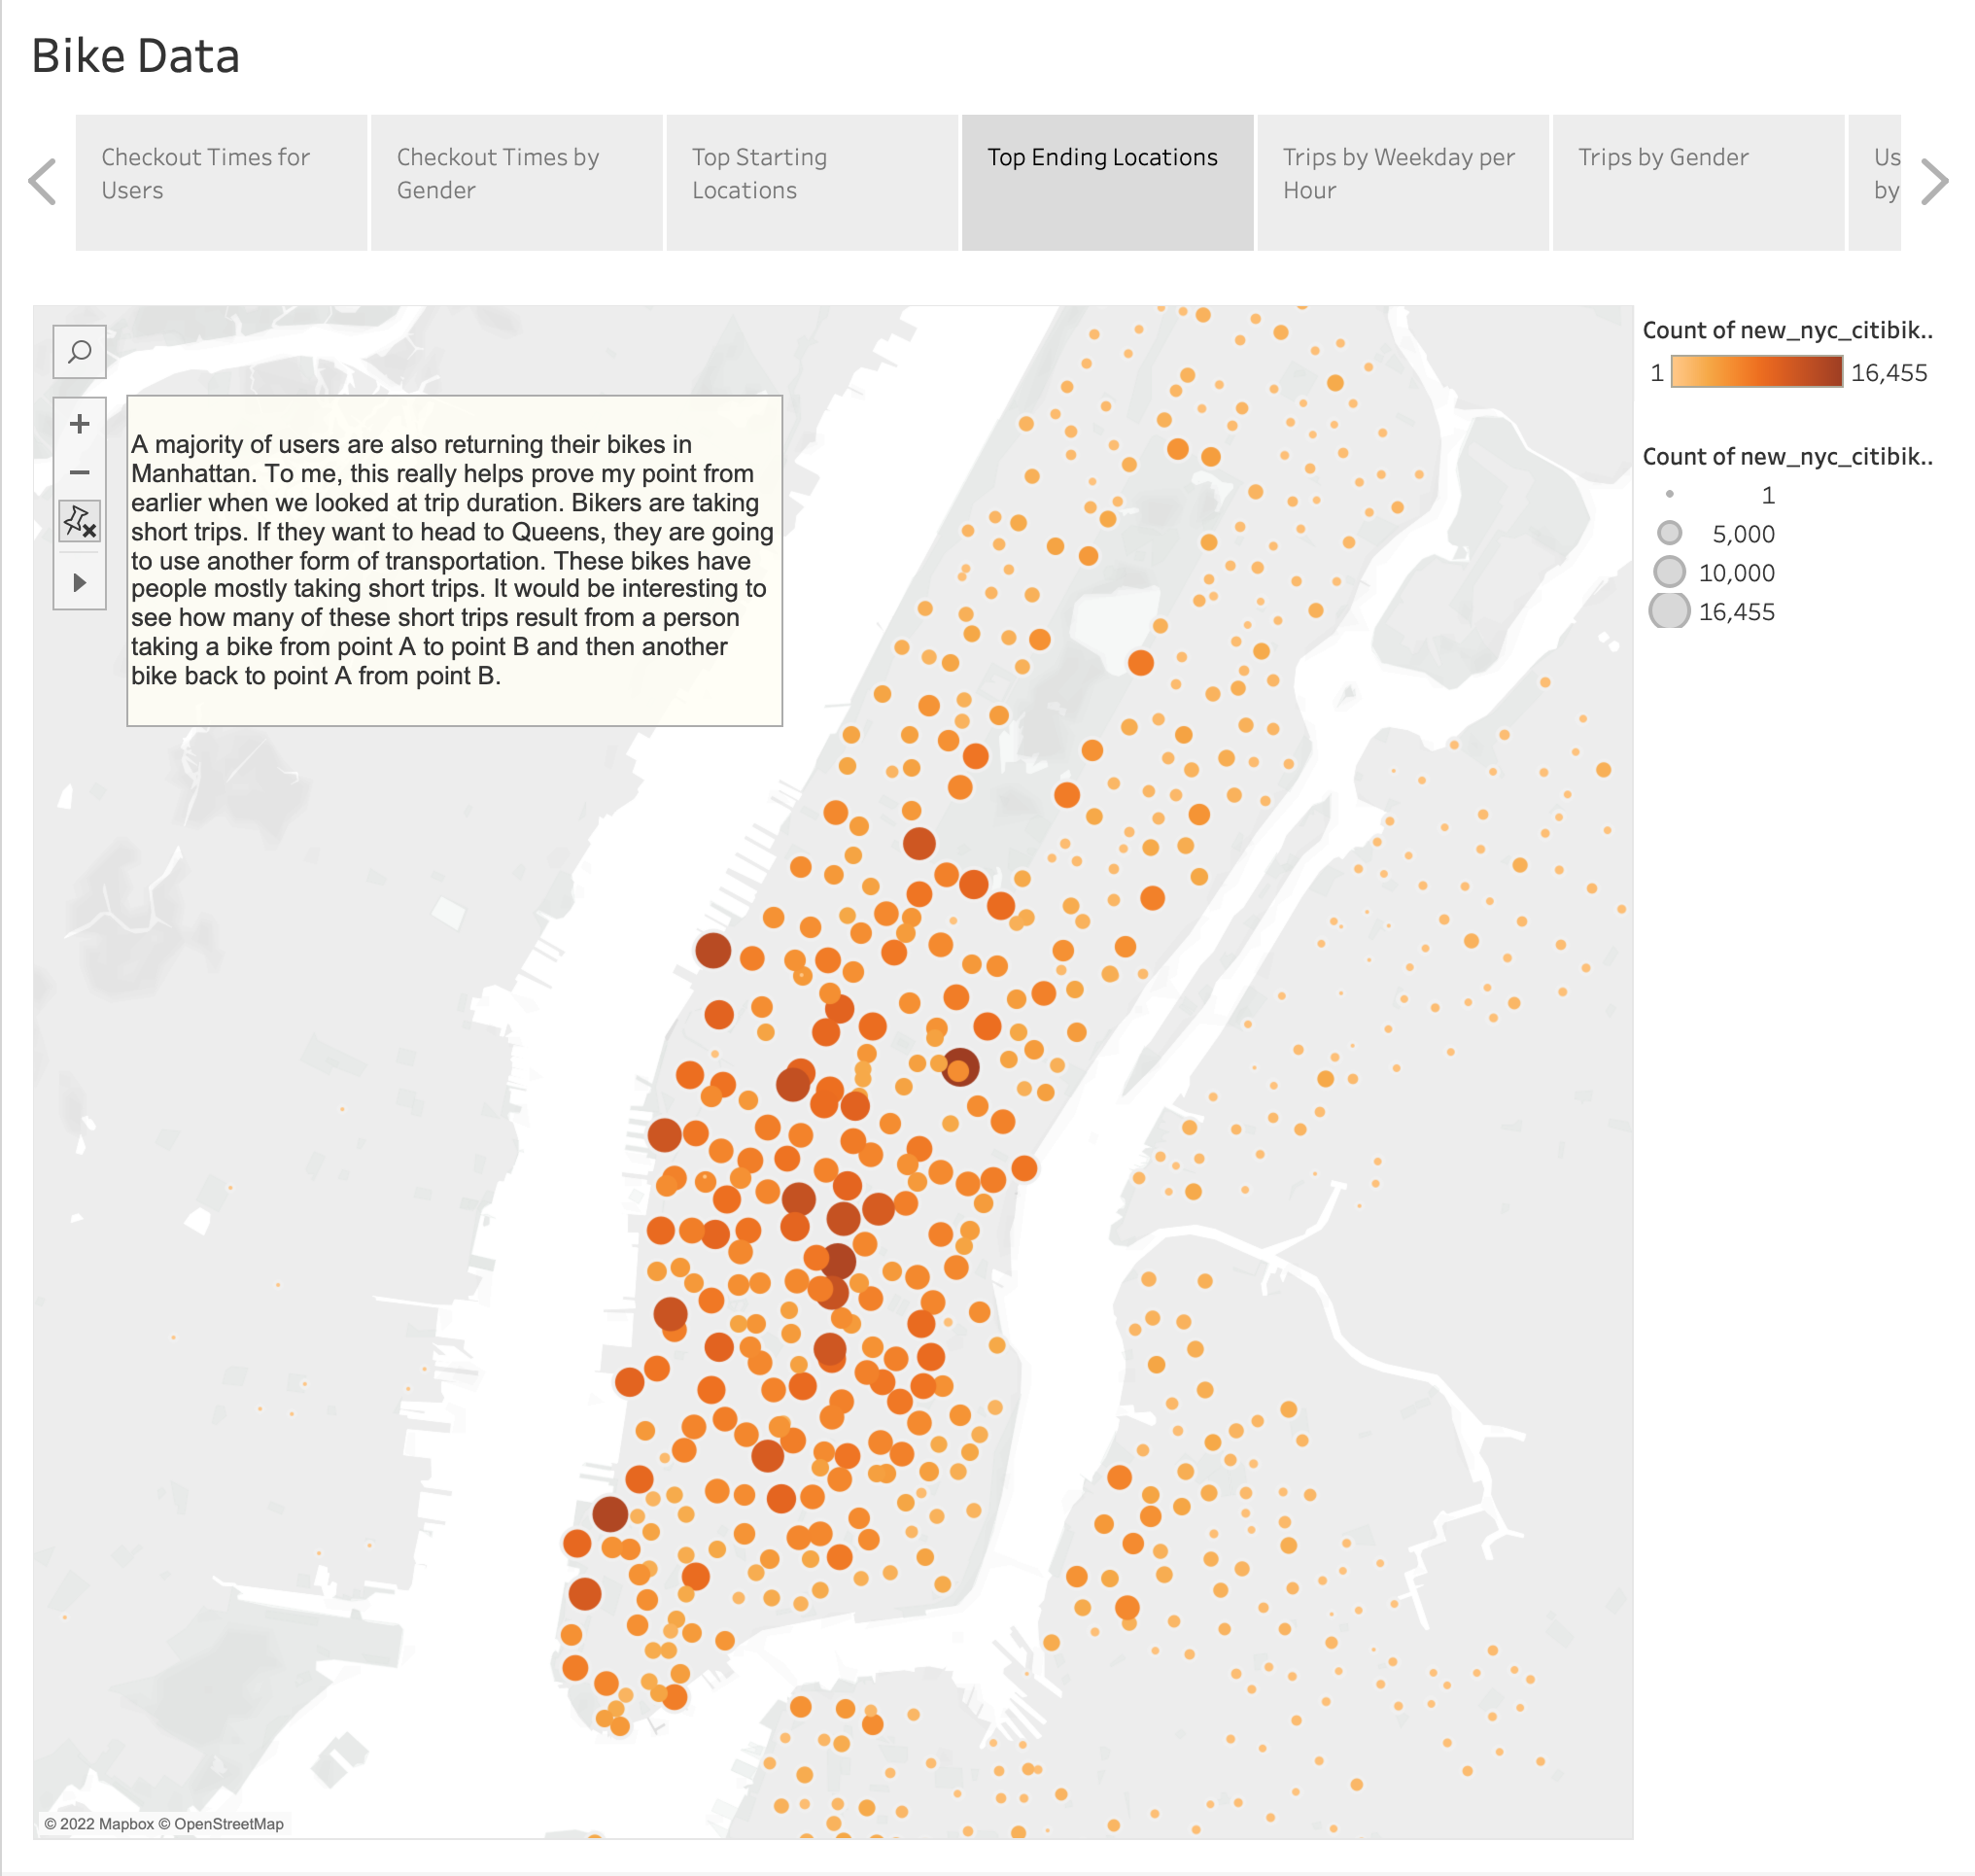 Bike Data
Checkout Times for
Users
Checkout Times by
Gender
Top Starting
Locations
Top Ending Locations
Trips by Weekday per
Hour
Trips by Gender
Us
by
A majority of users are also returning their bikes in
Manhattan. To me, this really helps prove my point from
earlier when we looked at trip duration. Bikers are taking
short trips. If they want to head to Queens, they are going
to use another form of transportation. These bikes have
people mostly taking short trips. It would be interesting to
see how many of these short trips result from a person
taking a bike from point A to point B and then another
bike back to point A from point B.
Count of new_nyc_citibik..
1 16,455
Count of new_nyc_citibik..
1
5,000
10,000
16,455
© 2022 Mapbox © OpenStreetMap